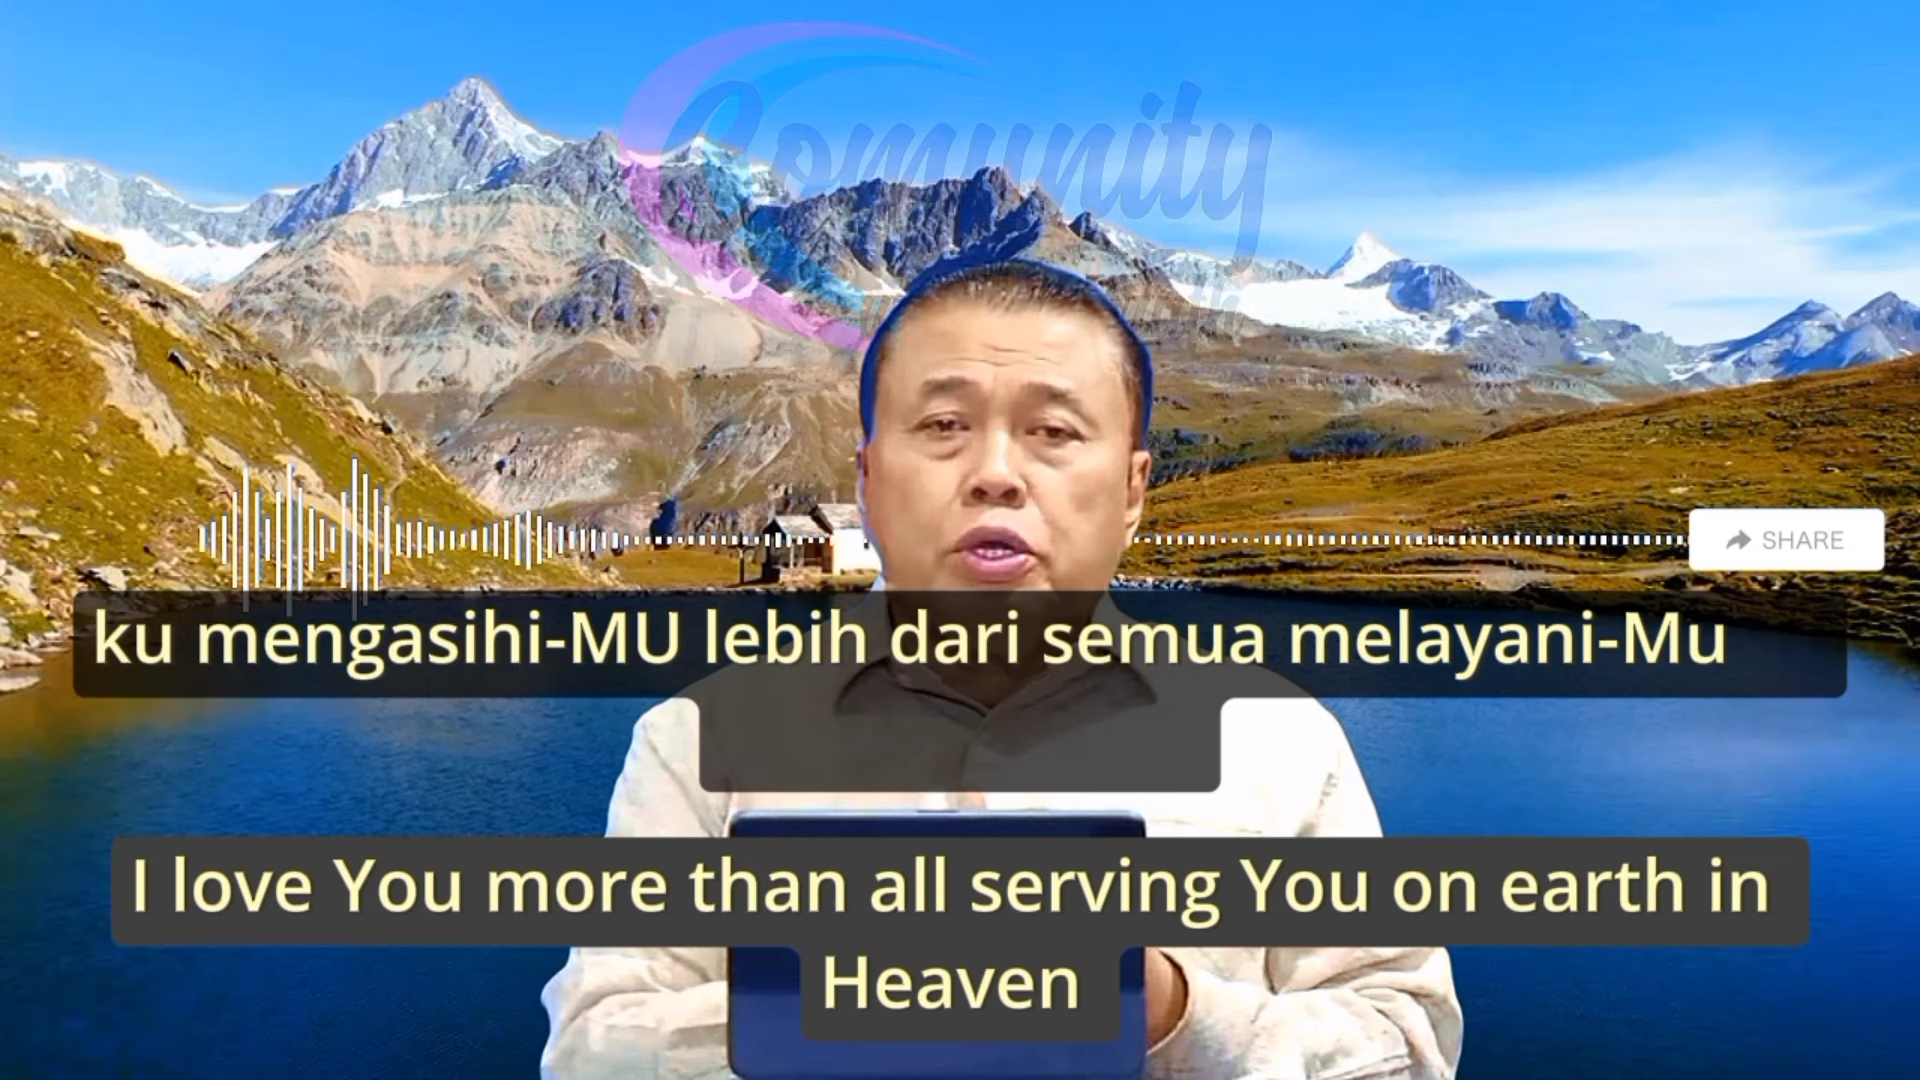 Comunity
SHARE
ku mengasihi-MU lebih dari semua melayani-Mu
I love You more than all serving You on earth in
Heaven